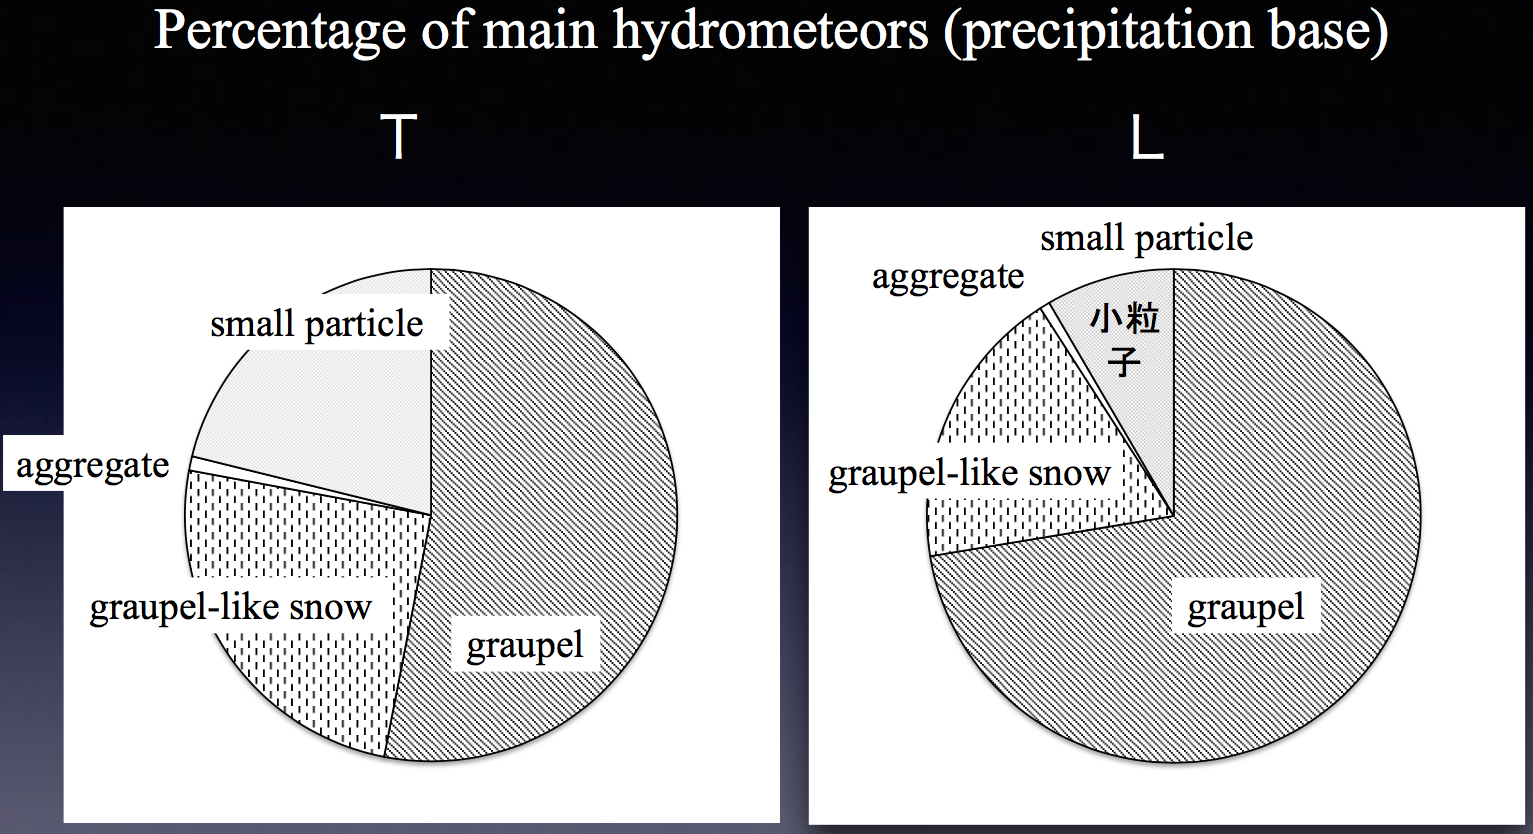 Percentage of main hydrometeors (precipitation base)
T
small particle
aggregate
graupel-like snow
graupel
L
small particle
aggregate
小粒
子
graupel-like snow
graupel